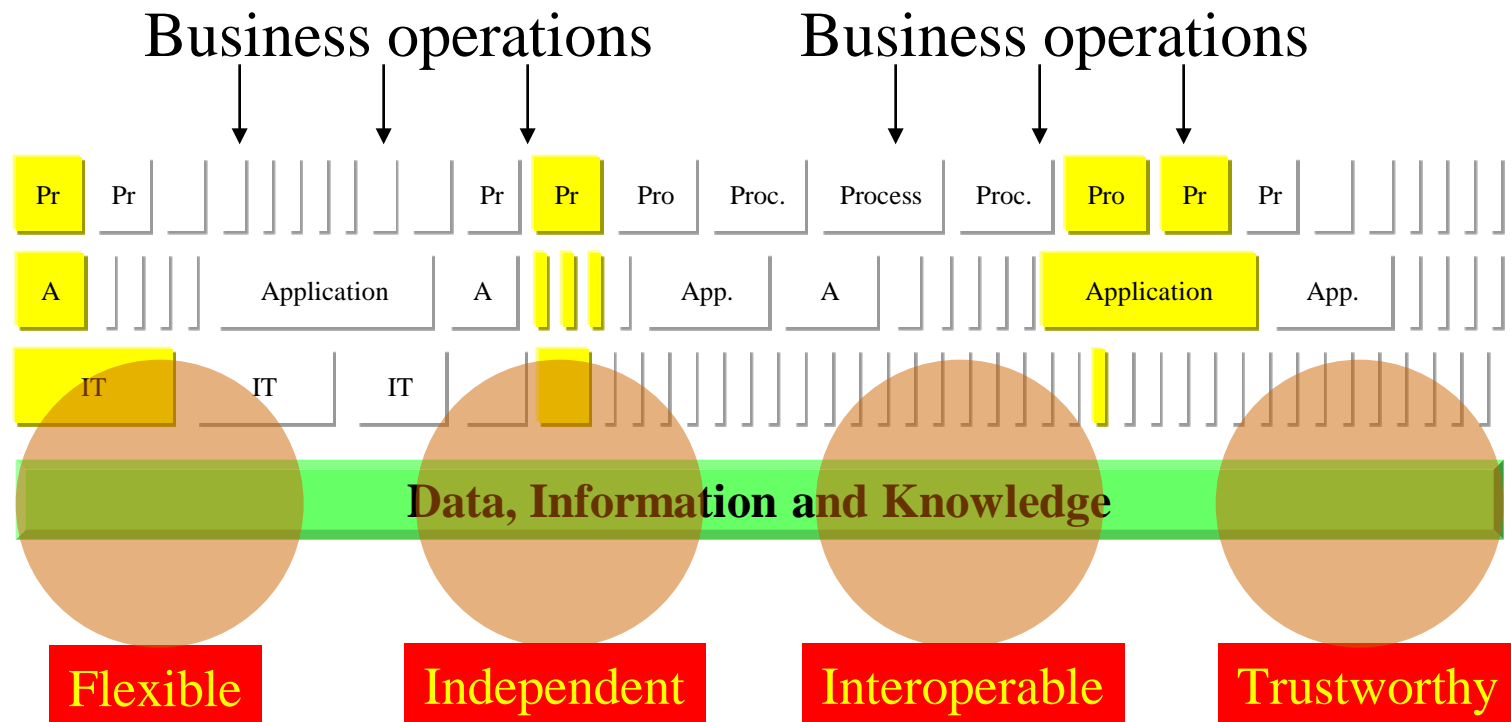 Business operations Business operations
Pr Pr Pr Pr Pro Proc. Process Proc. Pro Pr Pr
A Application A App. A Application App.
IT IT IT
Data, Information and Knowledge
Flexible Independent Interoperable Trustworthy